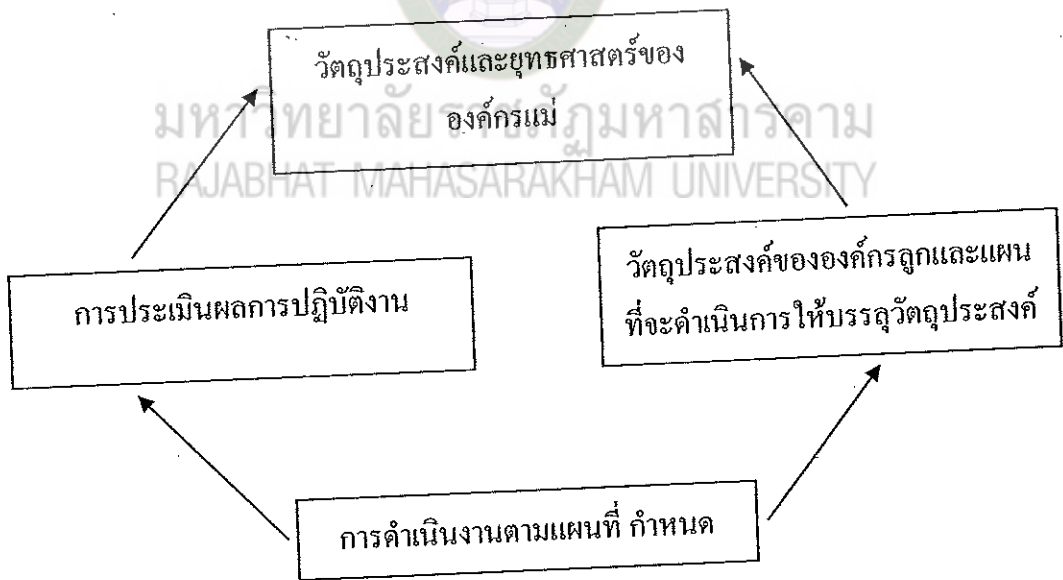 วัตถุประสงค์และยุทธศาสตร์ของ
องค์กรแม่
มหาวิทยาลัยราชภัฏมหาสารคาม
RAJABHAT MAHASARAKHAM UNIVERSITY
การประเมินผลการปฏิบัติงาน
วัตถุประสงค์ขององค์กรลูกและแผน
ที่จะดำเนินการให้บรรลุวัตถุประสงค์
การดำเนินงานตามแผนที่ กำหนด